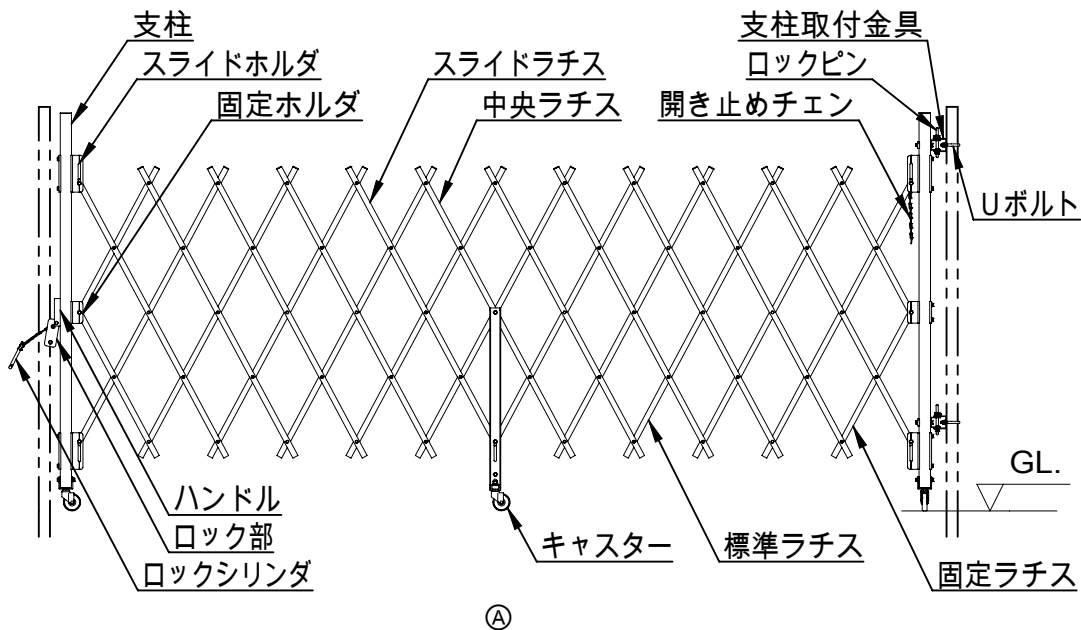 支柱
スライドホルダ
固定ホルダ
スライドラチス
中央ラチス
支柱取付金具
ロックピン
開き止めチェン
Uボルト
GL.
ハンドル
ロック部
ロックシリンダ
キャスター
標準ラチス
固定ラチス
Ⓐ